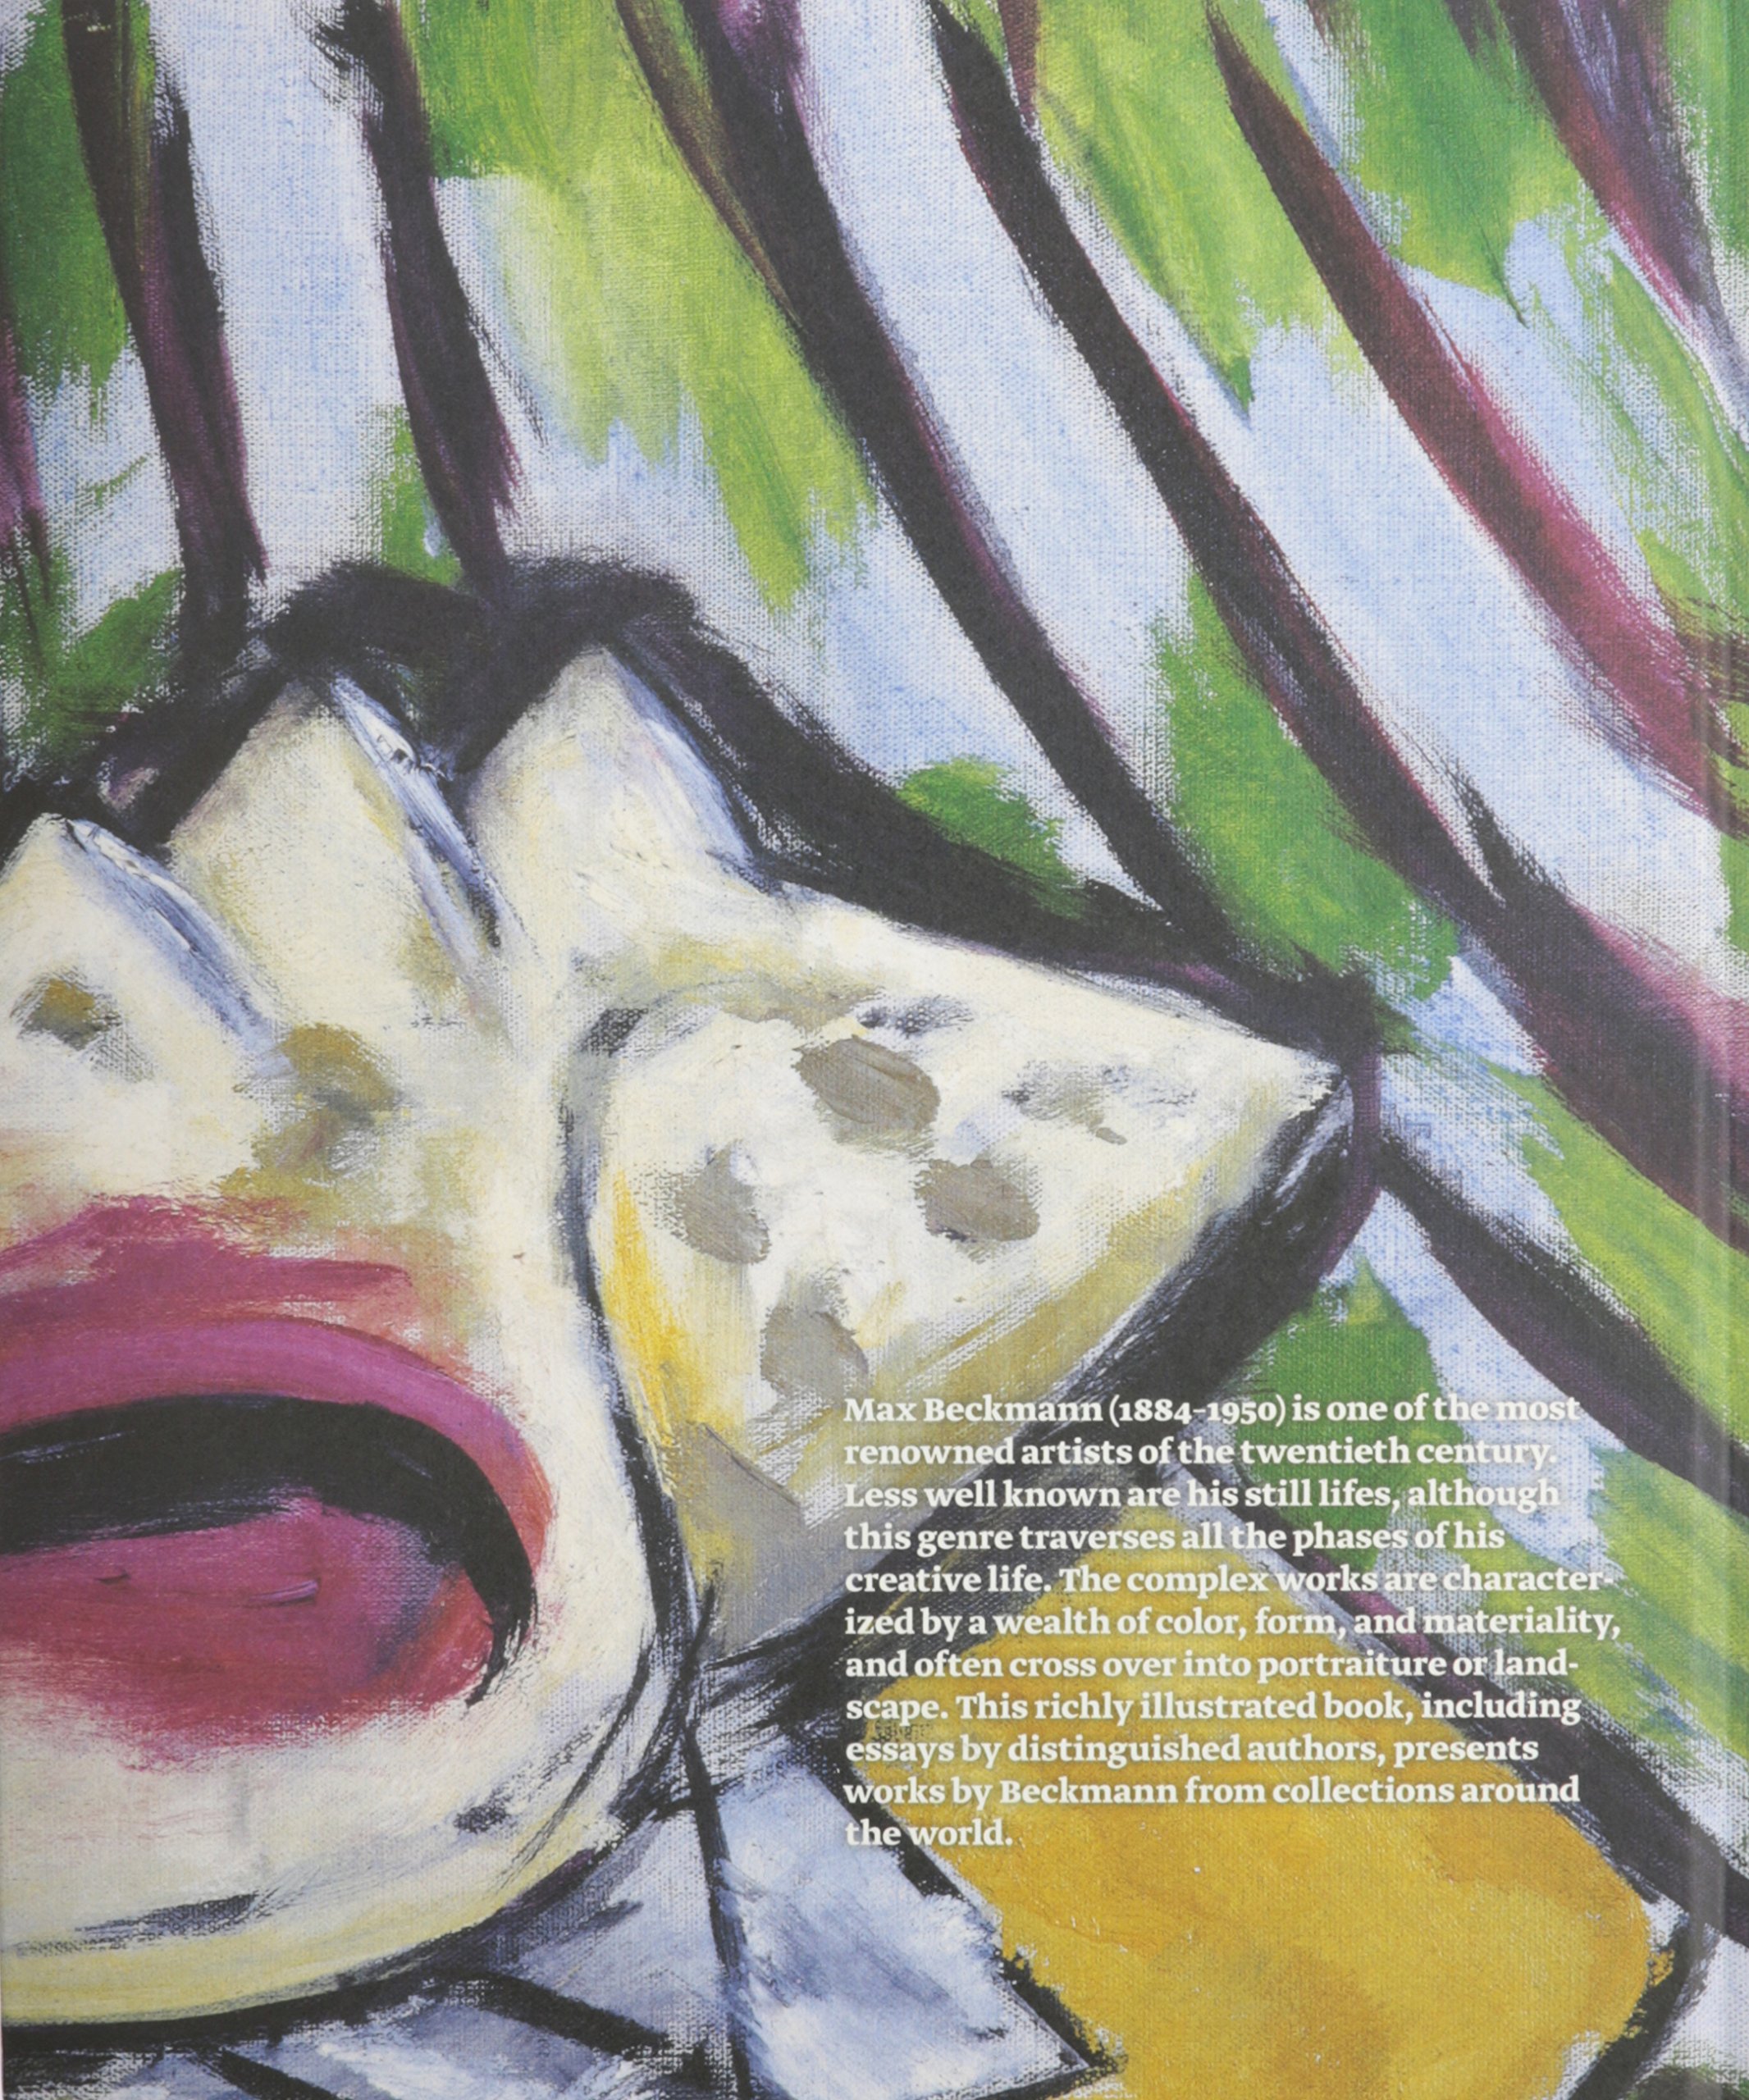 Max Beckmann (1884–1950) is one of the most
renowned artists of the twentieth century.
Less well known are his still lifes, although
this genre traverses all the phases of his
creative life. The complex works are character-
ized by a wealth of color, form, and materiality,
and often cross over into portraiture or land-
scape. This richly illustrated book, including
essays by distinguished authors, presents
works by Beckmann from collections around
the world.